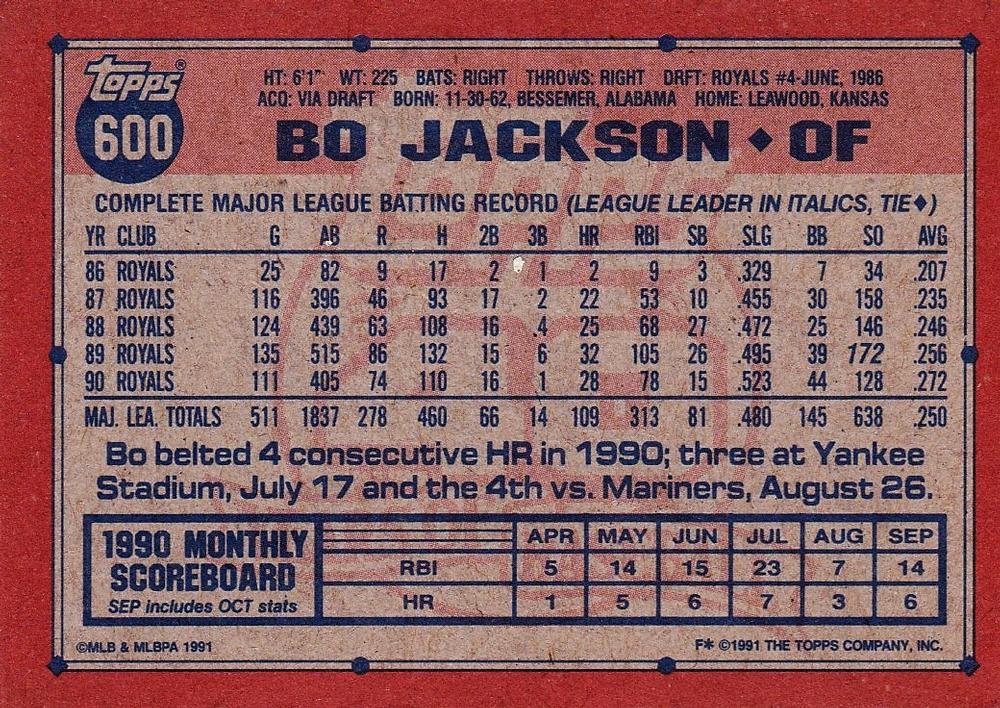 topps®
600
HT: 6'1" WT: 225 BATS: RIGHT THROWS: RIGHT DRFT: ROYALS #4-JUNE, 1986
ACQ: VIA DRAFT BORN: 11-30-62, BESSEMER, ALABAMA HOME: LEAWOOD, KANSAS
BO JACKSON ♦ OF
COMPLETE MAJOR LEAGUE BATTING RECORD (LEAGUE LEADER IN ITALICS, TIE♦)
YR CLUB G AB R H 2B 3B HR RBI SB SLG BB SO AVG
86 ROYALS 25 82 9 17 2 1 2 9 3 .329 7 34 .207
87 ROYALS 116 396 46 93 17 2 22 53 10 .455 30 158 .235
88 ROYALS 124 439 63 108 16 .4 25 68 27 .472 25 146 .246
89 ROYALS 135 515 86 132 15 6 32 105 26 .495 39 172 .256
90 ROYALS 111 405 74 110 16 1 28 78 15 .523 44 128 .272
MAJ. LEA. TOTALS 511 1837 278 460 66 14 109 313 81 .480 145 638 .250
Bo belted 4 consecutive HR in 1990; three at Yankee
Stadium, July 17 and the 4th vs. Mariners, August 26.
1990 MONTHLY
SCOREBOARD
SEP includes OCT stats
APR MAY JUN JUL AUG SEP
RBI 5 14 15 23 7 14
HR 1 5 6 7 3 6
©MLB & MLBPA 1991
F* ©1991 THE TOPPS COMPANY, INC.